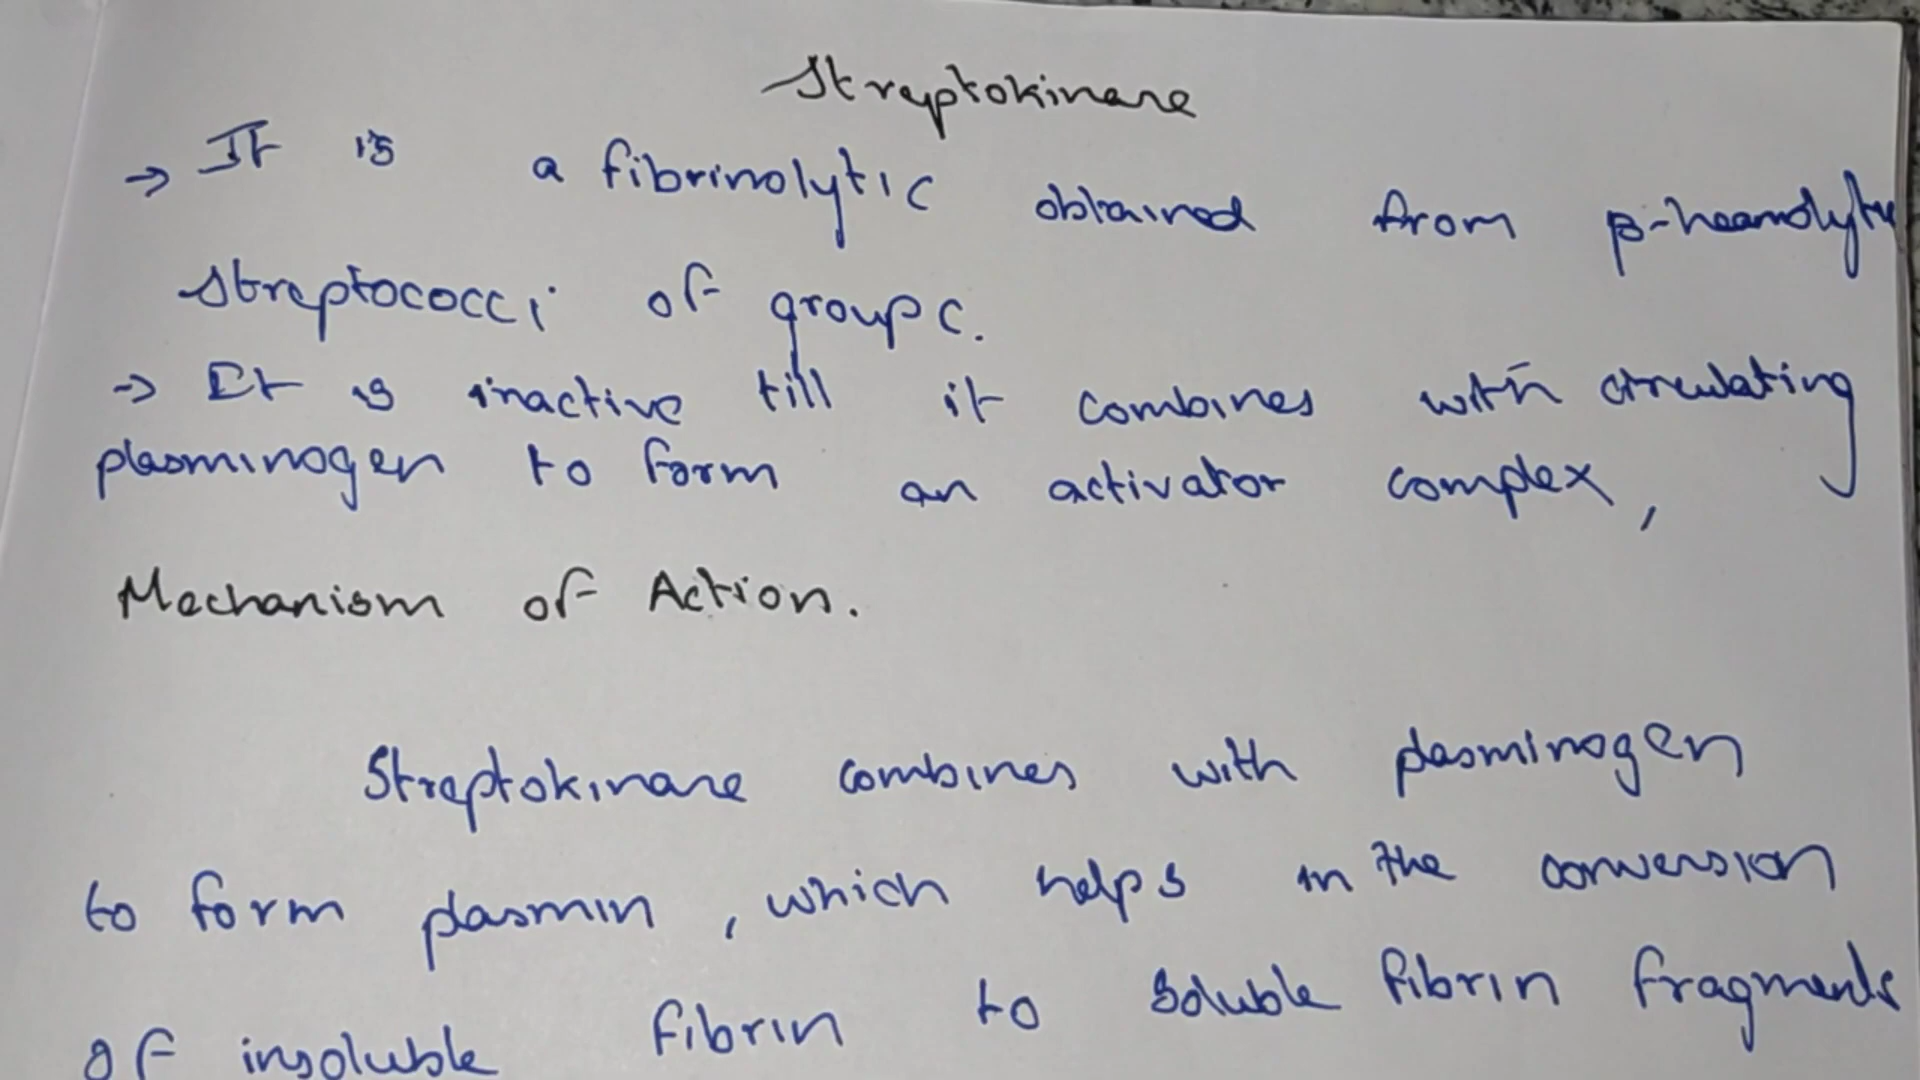 Streptokinase
→ It is a fibrinolytic obtained from β-heamolytic
streptococci of group C.
→ It is inactive till it combines with circulating
plasminogen to form an activator complex,
Mechanism of Action.
Streptokinase combines with plasminogen
to form plasmin, which helps in the conversion
of insoluble fibrin to soluble fibrin fragments